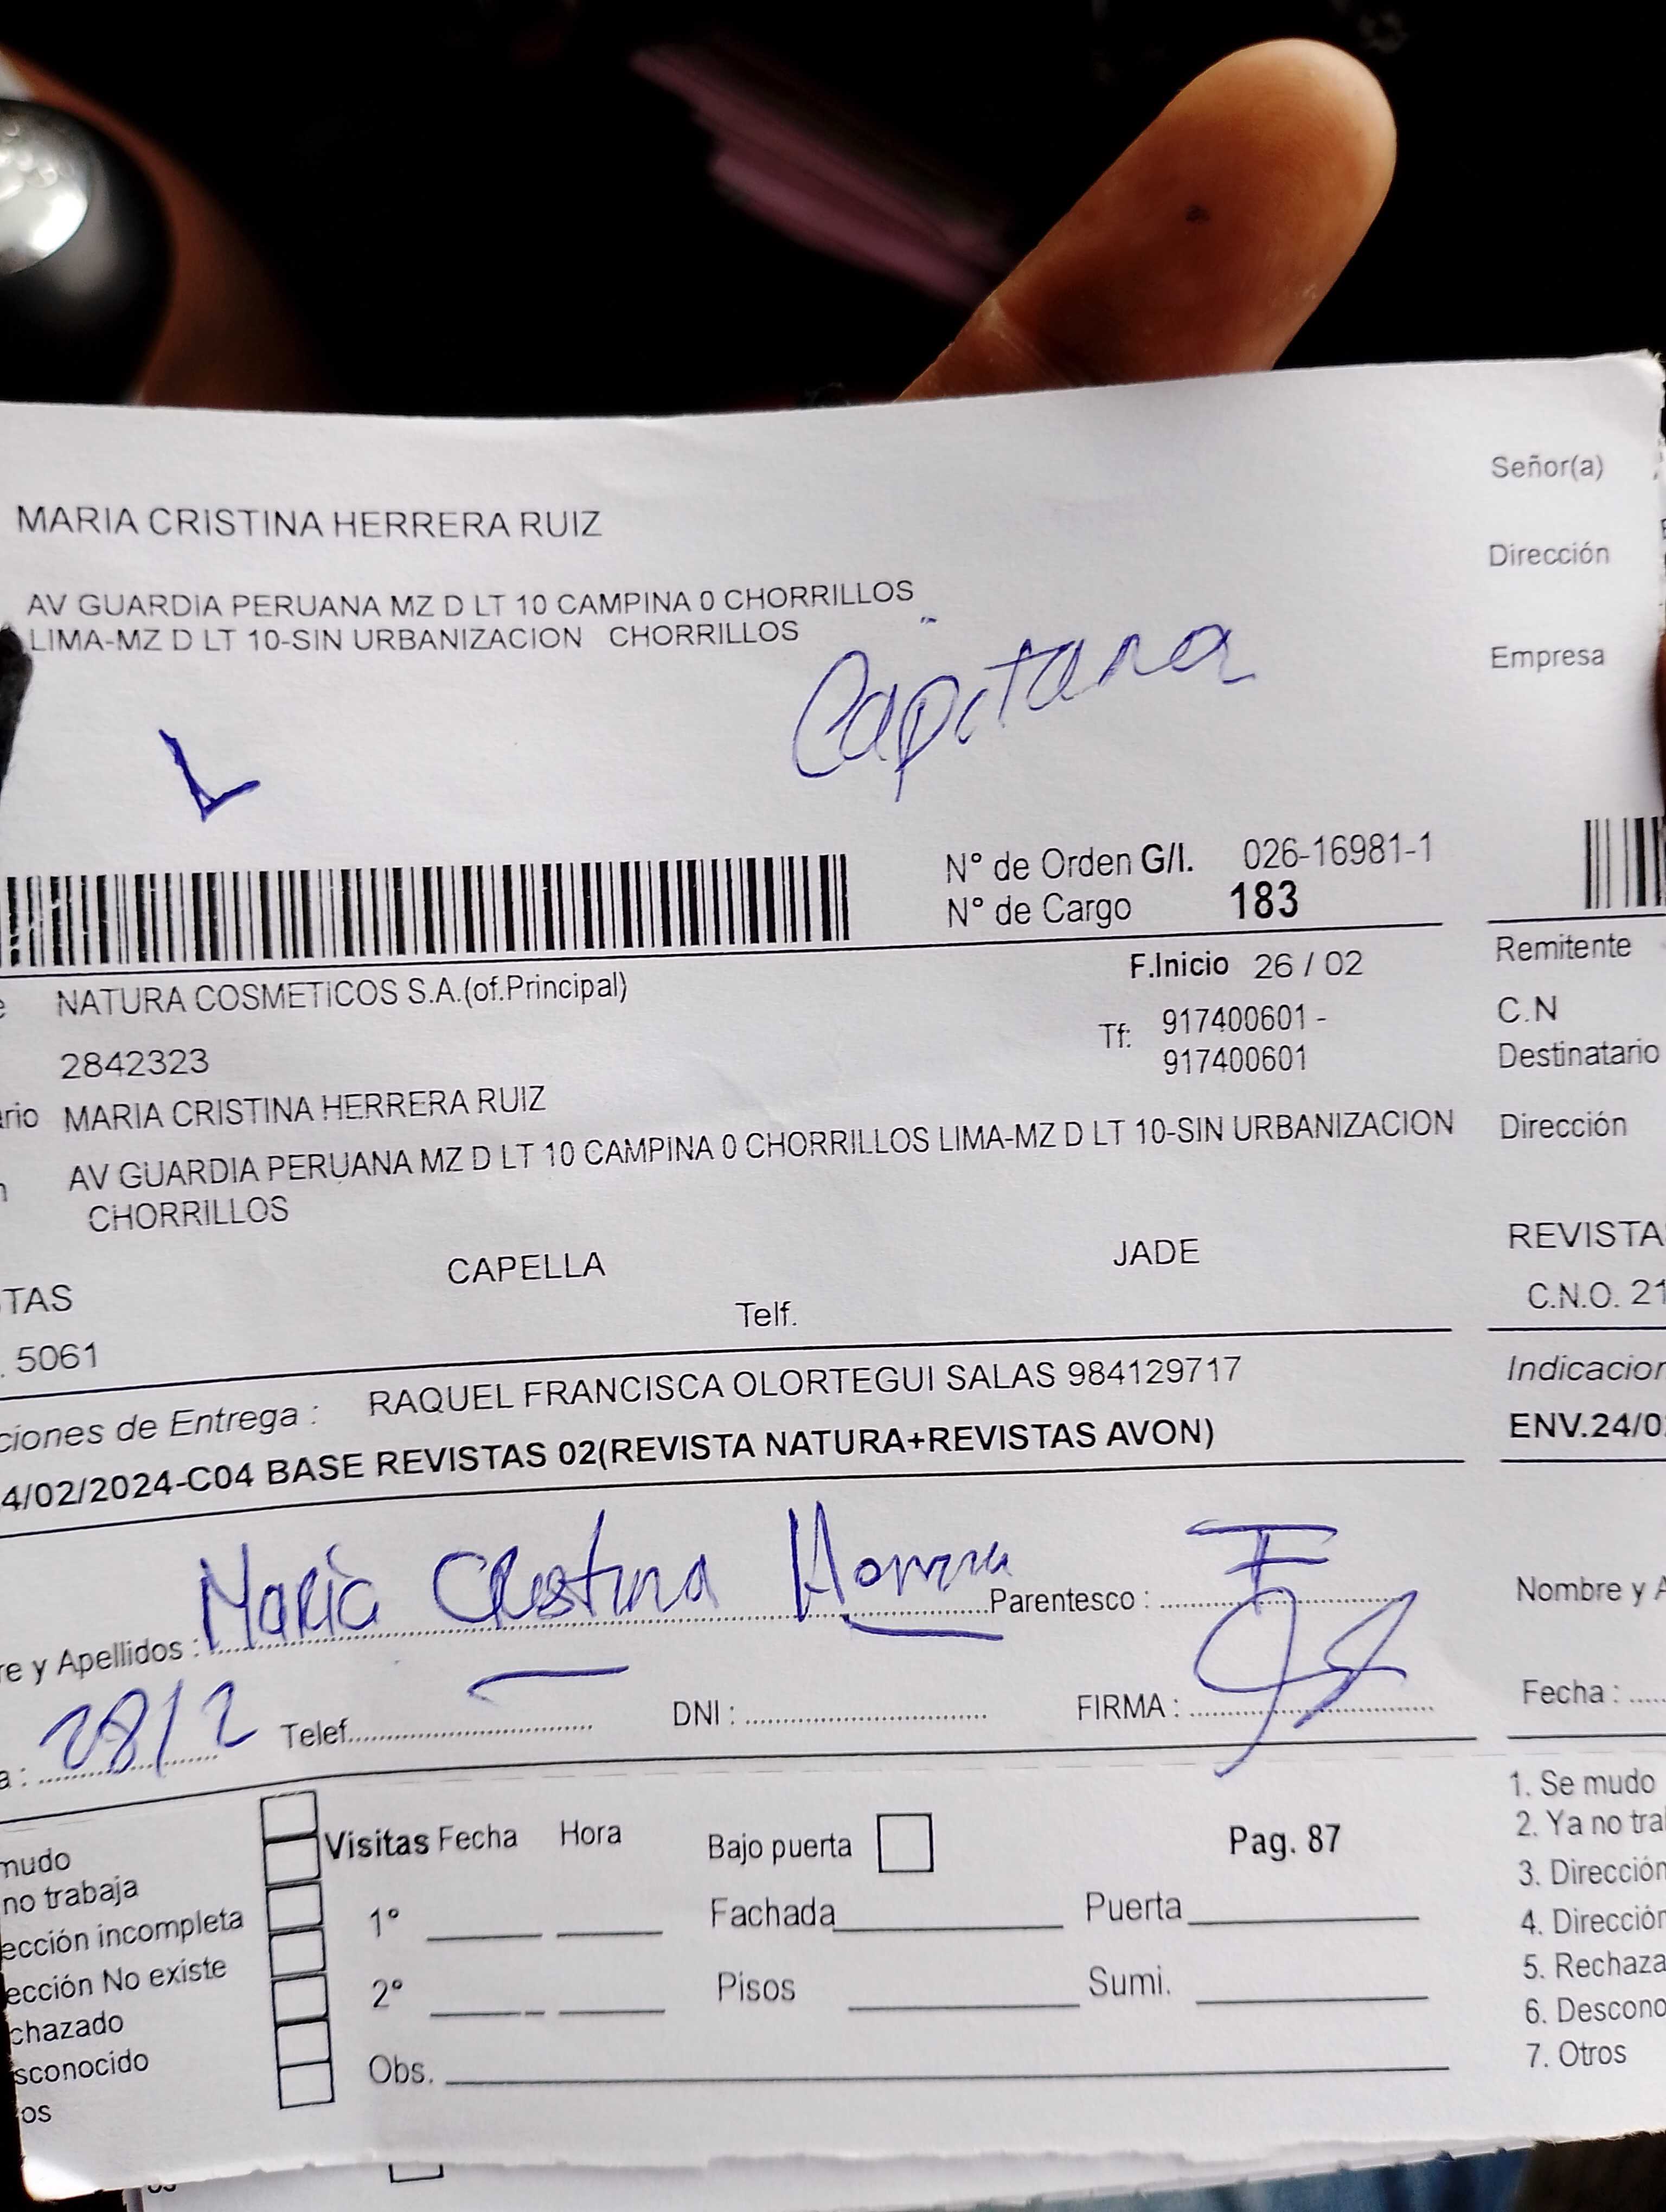 MARIA CRISTINA HERRERA RUIZ
AV GUARDIA PERUANA MZ D LT 10 CAMPINA 0 CHORRILLOS
LIMA-MZ D LT 10-SIN URBANIZACION CHORRILLOS
Capitana
L
N° de Orden G/I. 026-16981-1
N° de Cargo 183
F.Inicio 26 / 02
NATURA COSMETICOS S.A.(of.Principal)
Tf: 917400601 -
917400601
2842323
rio MARIA CRISTINA HERRERA RUIZ
AV GUARDIA PERUANA MZ D LT 10 CAMPINA 0 CHORRILLOS LIMA-MZ D LT 10-SIN URBANIZACION
CHORRILLOS
CAPELLA JADE
TAS
Telf.
. 5061
ciones de Entrega : RAQUEL FRANCISCA OLORTEGUI SALAS 984129717
4/02/2024-C04 BASE REVISTAS 02(REVISTA NATURA+REVISTAS AVON)
re y Apellidos : Maria Cristina Herrera Parentesco : T
a : 28/2 Telef. — DNI : FIRMA :
mudo
no trabaja
ección incompleta
ección No existe
chazado
sconocido
os
Visitas Fecha Hora
1°
2°
Obs.
Bajo puerta
Pag. 87
Fachada Puerta
Pisos Sumi.
Señor(a)
Dirección
Empresa
Remitente
C.N
Destinatario
Dirección
REVISTA
C.N.O. 21
Indicacion
ENV.24/0
Nombre y A
Fecha :
1. Se mudo
2. Ya no tra
3. Dirección
4. Dirección
5. Rechaza
6. Descono
7. Otros